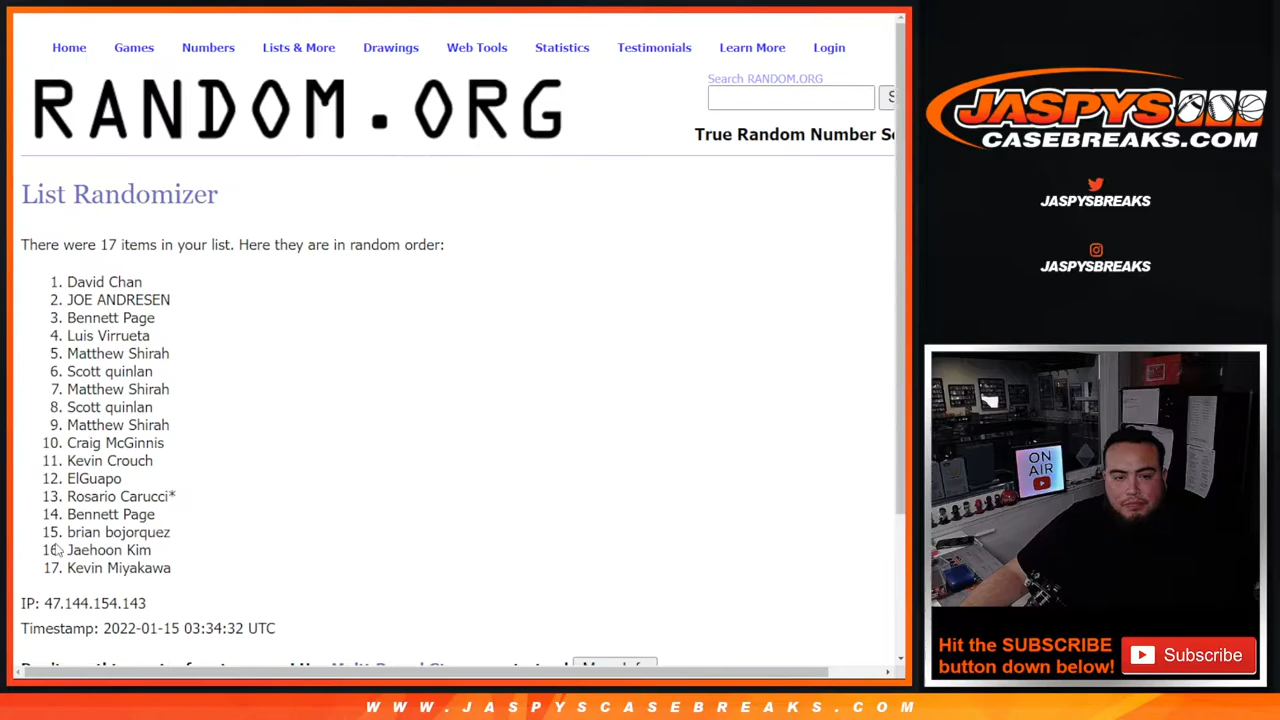 Home Games Numbers Lists & More Drawings Web Tools Statistics Testimonials Learn More Login
Search RANDOM.ORG
RANDOM.ORG
S
True Random Number Se
List Randomizer
There were 17 items in your list. Here they are in random order:
1. David Chan
2. JOE ANDRESEN
3. Bennett Page
4. Luis Virrueta
5. Matthew Shirah
6. Scott quinlan
7. Matthew Shirah
8. Scott quinlan
9. Matthew Shirah
10. Craig McGinnis
11. Kevin Crouch
12. ElGuapo
13. Rosario Carucci*
14. Bennett Page
15. brian bojorquez
16. Jaehoon Kim
17. Kevin Miyakawa
IP: 47.144.154.143
Timestamp: 2022-01-15 03:34:32 UTC
JASPYS
CASEBREAKS.COM
JASPYSBREAKS
JASPYSBREAKS
ON
AIR
Hit the SUBSCRIBE
button down below!
Subscribe
WWW.JASPYSCASEBREAKS.COM